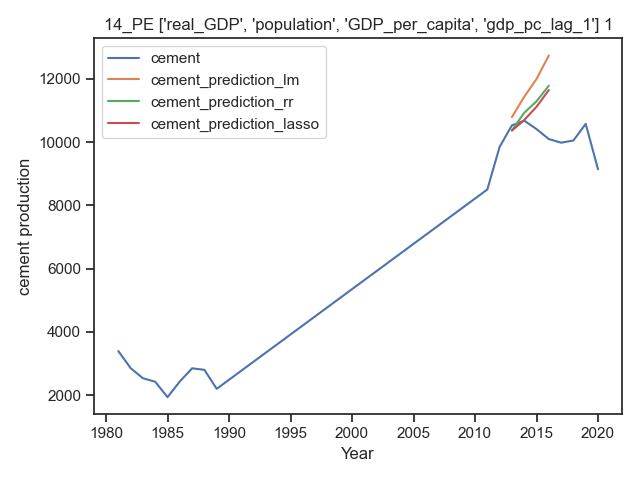 14_PE ['real_GDP', 'population', 'GDP_per_capita', 'gdp_pc_lag_1'] 1
cement
cement_prediction_lm
cement_prediction_rr
cement_prediction_lasso
12000
10000
8000
6000
4000
2000
cement production
1980 1985 1990 1995 2000 2005 2010 2015 2020
Year